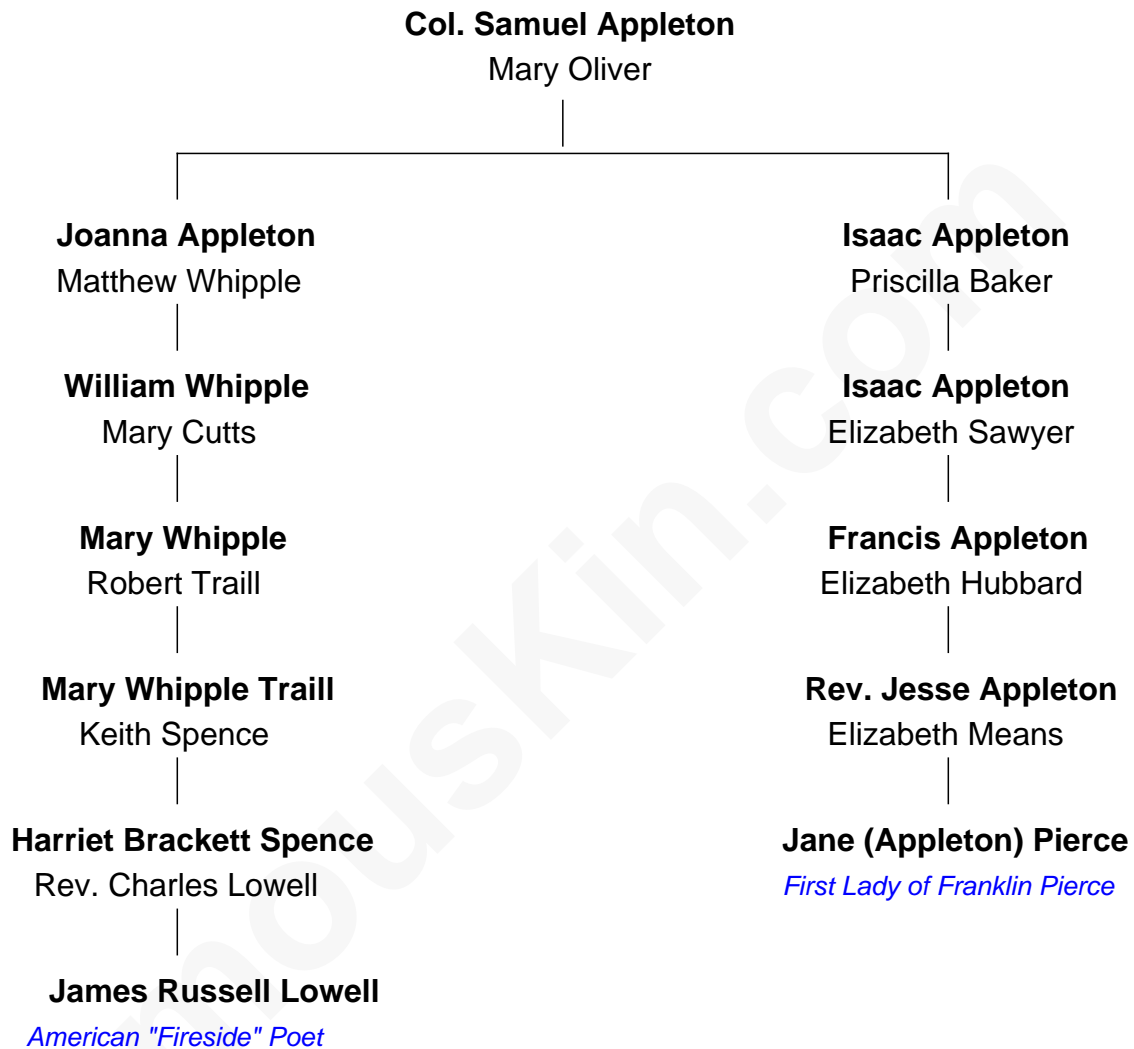 Col. Samuel Appleton
Mary Oliver
Joanna Appleton
Matthew Whipple
Isaac Appleton
Priscilla Baker
William Whipple
Mary Cutts
Isaac Appleton
Elizabeth Sawyer
Mary Whipple
Robert Traill
Francis Appleton
Elizabeth Hubbard
Mary Whipple Traill
Keith Spence
Rev. Jesse Appleton
Elizabeth Means
Harriet Brackett Spence
Rev. Charles Lowell
Jane (Appleton) Pierce
First Lady of Franklin Pierce
James Russell Lowell
American "Fireside" Poet
mousKin.com